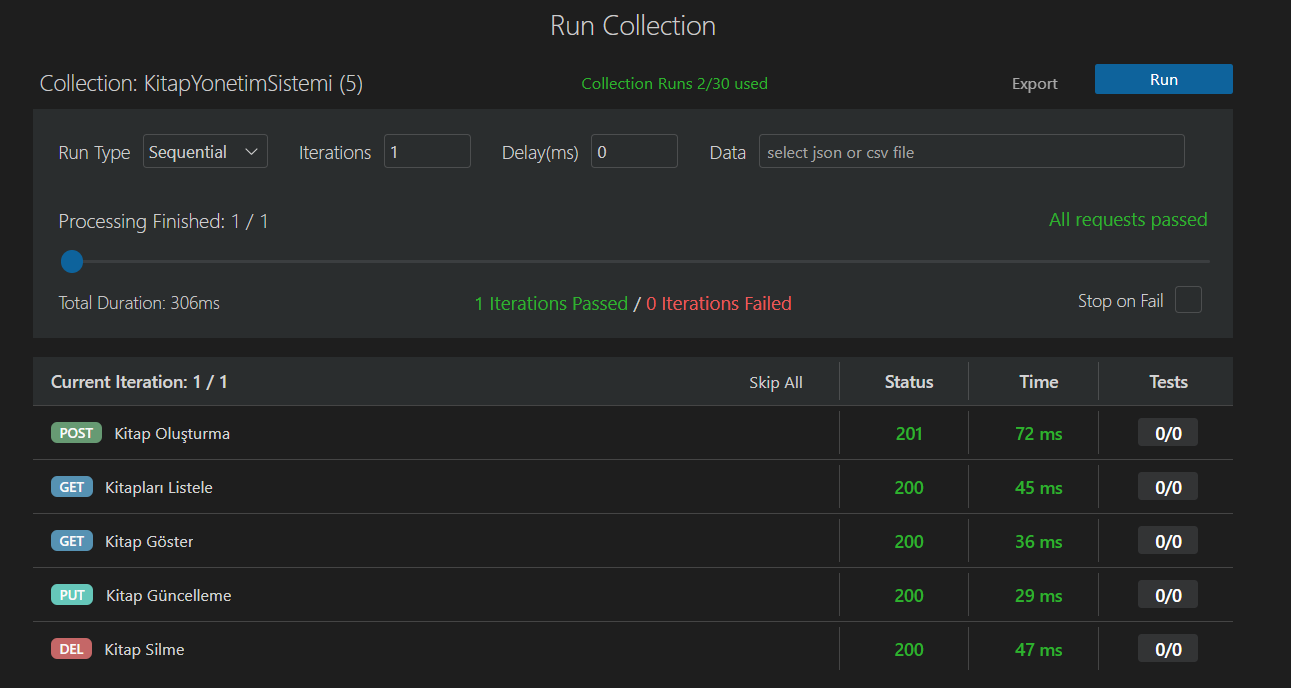 Run Collection
Collection: KitapYonetimSistemi (5) Collection Runs 2/30 used Export Run
Run Type Sequential Iterations 1 Delay(ms) 0 Data select json or csv file
Processing Finished: 1 / 1 All requests passed
Total Duration: 306ms 1 Iterations Passed / 0 Iterations Failed Stop on Fail
Current Iteration: 1 / 1 Skip All Status Time Tests
POST Kitap Oluşturma 201 72 ms 0/0
GET Kitapları Listele 200 45 ms 0/0
GET Kitap Göster 200 36 ms 0/0
PUT Kitap Güncelleme 200 29 ms 0/0
DEL Kitap Silme 200 47 ms 0/0